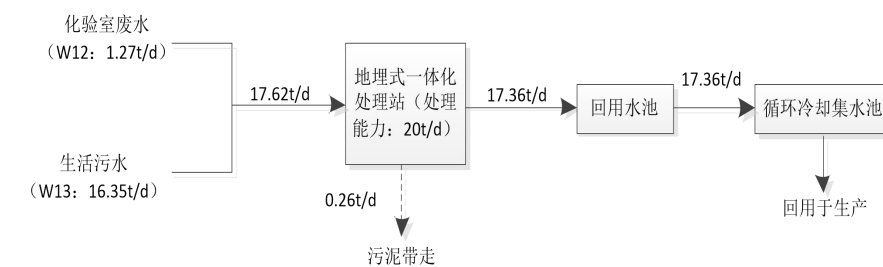 化验室废水
（W12：1.27t/d）
17.62t/d
地埋式一体化
处理站（处理
能力：20t/d）
17.36t/d
回用水池
17.36t/d
循环冷却集水池
生活污水
（W13：16.35t/d）
0.26t/d
污泥带走
回用于生产